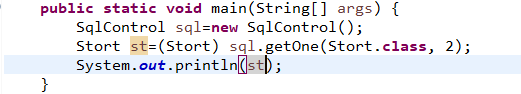 public static void main(String[] args) {
SqlControl sql=new SqlControl();
Stort st=(Stort) sql.getOne(Stort.class, 2);
System.out.println(st);
}